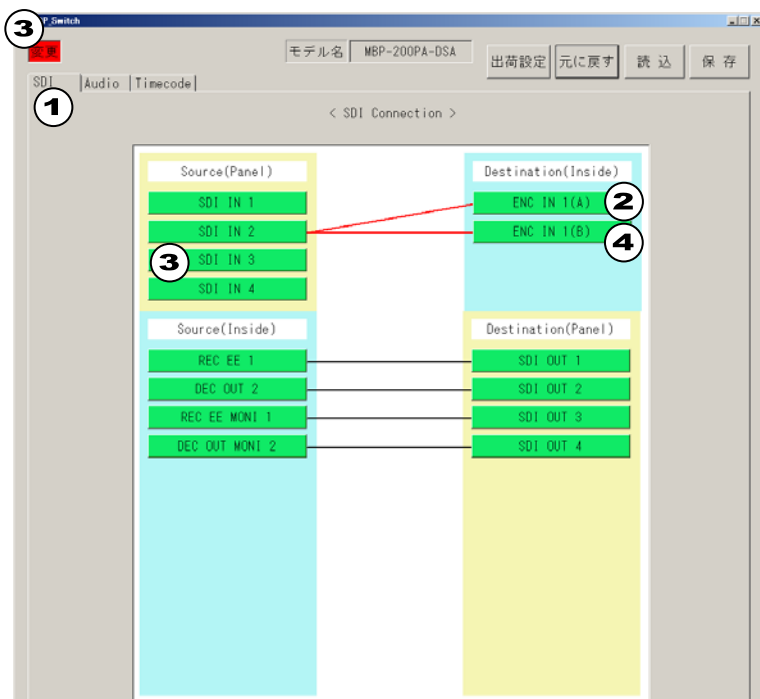 P_Switch
③
変更
モデル名 MBP-200PA-DSA 出荷設定 元に戻す 読 込 保 存
SDI Audio Timecode
①
< SDI Connection >
Source(Panel) Destination(Inside)
SDI IN 1 ENC IN 1(A) ②
SDI IN 2 ENC IN 1(B) ④
③ SDI IN 3
SDI IN 4
Source(Inside) Destination(Panel)
REC EE 1 SDI OUT 1
DEC OUT 2 SDI OUT 2
REC EE MONI 1 SDI OUT 3
DEC OUT MONI 2 SDI OUT 4